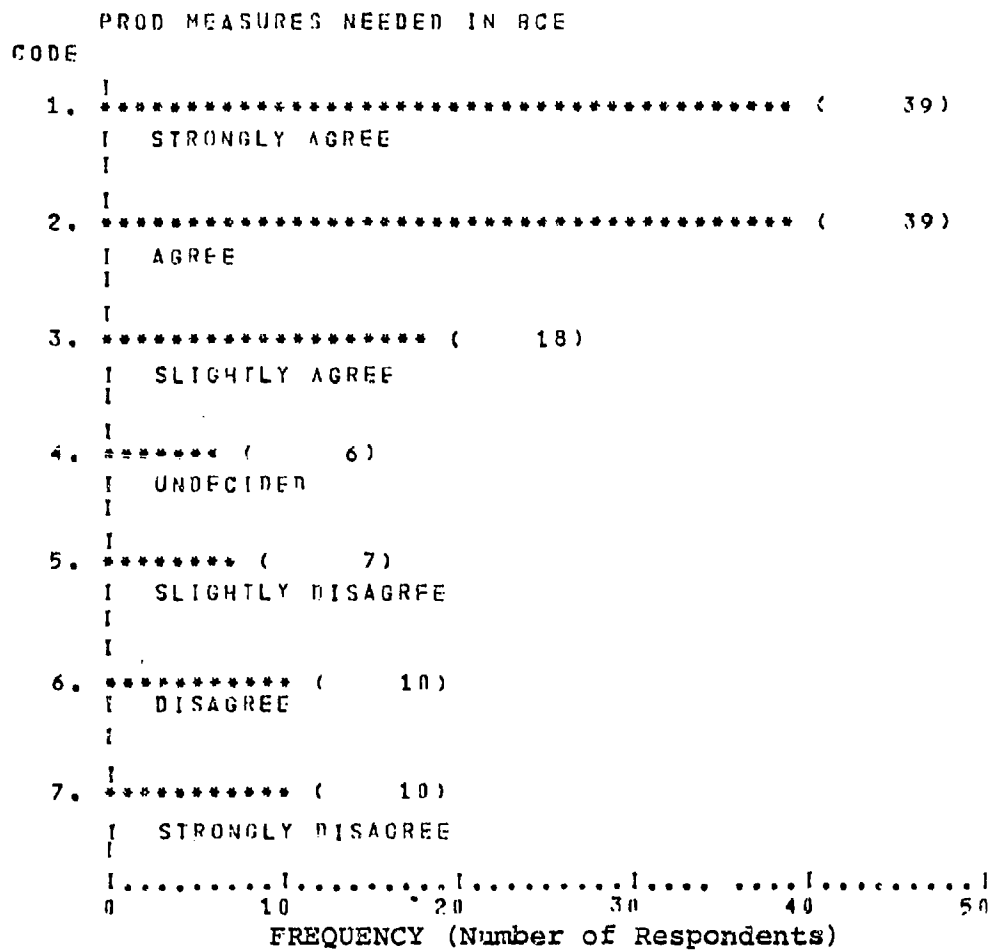 PROD MEASURES NEEDED IN BCE
CODE
1. **************************************** ( 39)
I STRONGLY AGREE
2. **************************************** ( 39)
I AGREE
3. ******************* ( 18)
I SLIGHTLY AGREE
4. ******* ( 6)
I UNDECIDED
5. ******** ( 7)
I SLIGHTLY DISAGREE
6. *********** ( 10)
I DISAGREE
7. *********** ( 10)
I STRONGLY DISAGREE
I.........I.........I.........I.........I.........I
0 10 20 30 40 50
FREQUENCY (Number of Respondents)